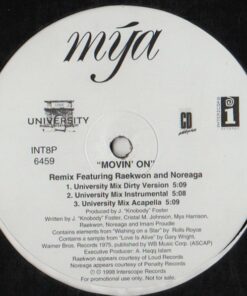 mýa
UNIVERSITY
INT8P
6459
CD
INTERSCOPE
RECORDS
i
"MOVIN' ON"
Remix Featuring Raekwon and Noreaga
1. University Mix Dirty Version 5:09
2. University Mix Instrumental 5:09
3. University Mix Acapella 5:09
Produced by J. "Knobody" Foster
Written by J. "Knobody" Foster, Cristal M. Johnson, Mya Harrison,
Raekwon, Noreaga and Imani Proudie
Contains elements from "Wishing on a Star" by Rolls Royce
Contains a sample from "Love Is Alive" by Gary Wright.
Warner Bros. Records 1975, published by WB Music Corp. (ASCAP)
Executive Producer: A. Haqq Islam
Raekwon appears courtesy of Loud Records
Noreaga appears courtesy of Penalty Records
℗ © 1998 Interscope Records
For promotional use only. Not for sale.